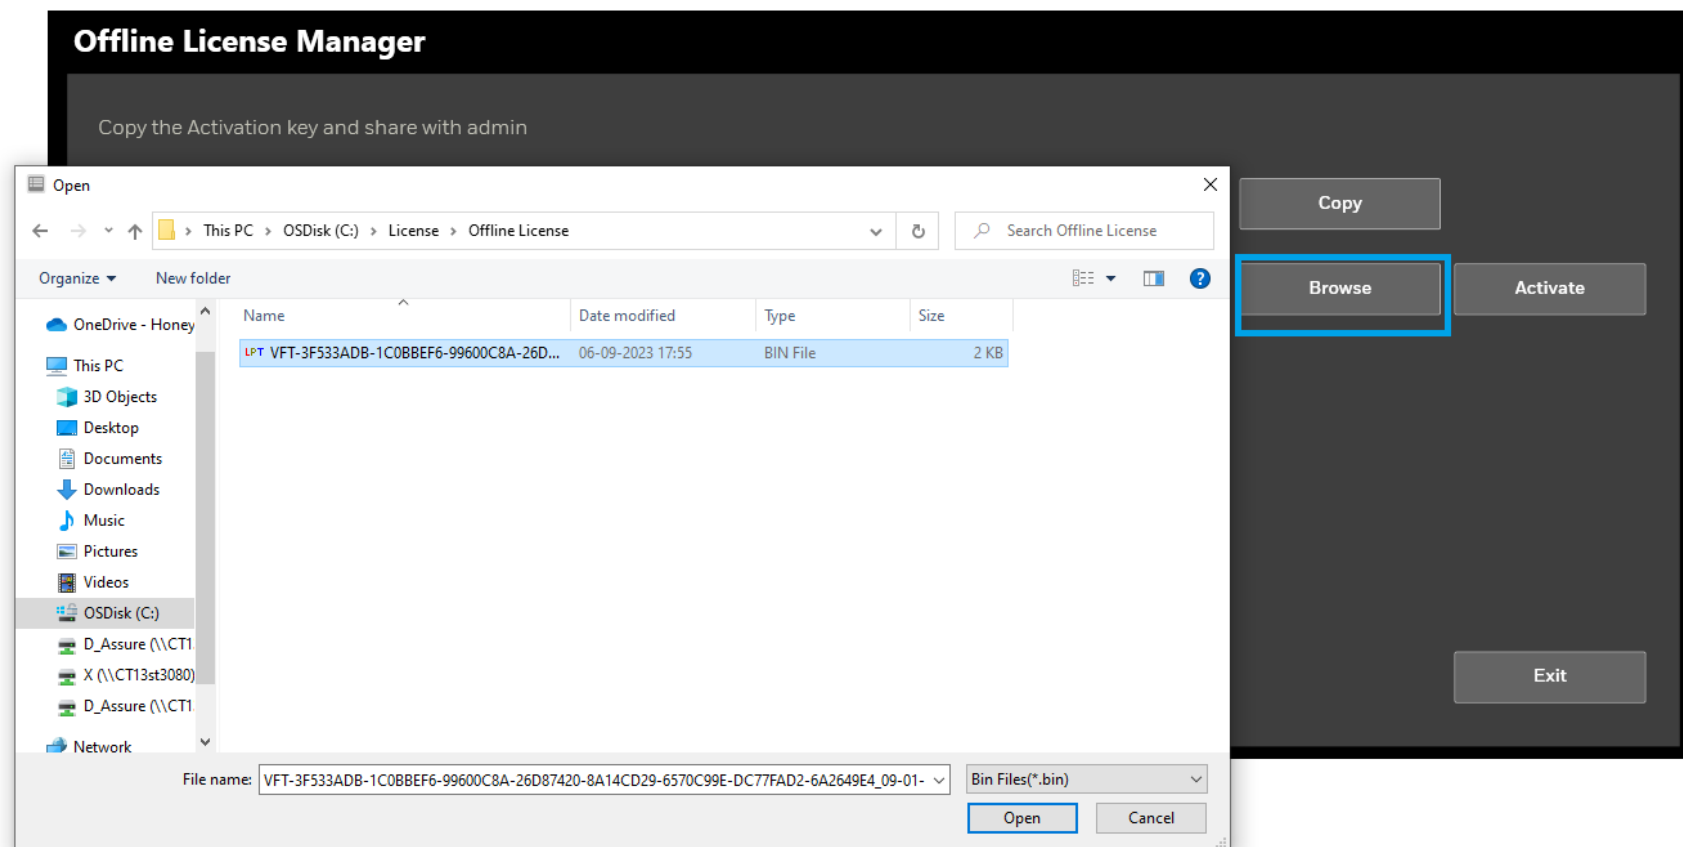 Offline License Manager
Copy the Activation key and share with admin
Open
This PC > OSDisk (C:) > License > Offline License
Search Offline License
Copy
Organize
New folder
Browse
Activate
Name
Date modified
Type
Size
OneDrive - Honey
LPT VFT-3F533ADB-1C0BBEF6-99600C8A-26D... 06-09-2023 17:55 BIN File 2 KB
This PC
3D Objects
Desktop
Documents
Downloads
Music
Pictures
Videos
OSDisk (C:)
D_Assure (\\CT1
X (\\CT13st3080)
D_Assure (\\CT1
Network
Exit
File name: VFT-3F533ADB-1C0BBEF6-99600C8A-26D87420-8A14CD29-6570C99E-DC77FAD2-6A2649E4_09-01-
Bin Files(*.bin)
Open
Cancel